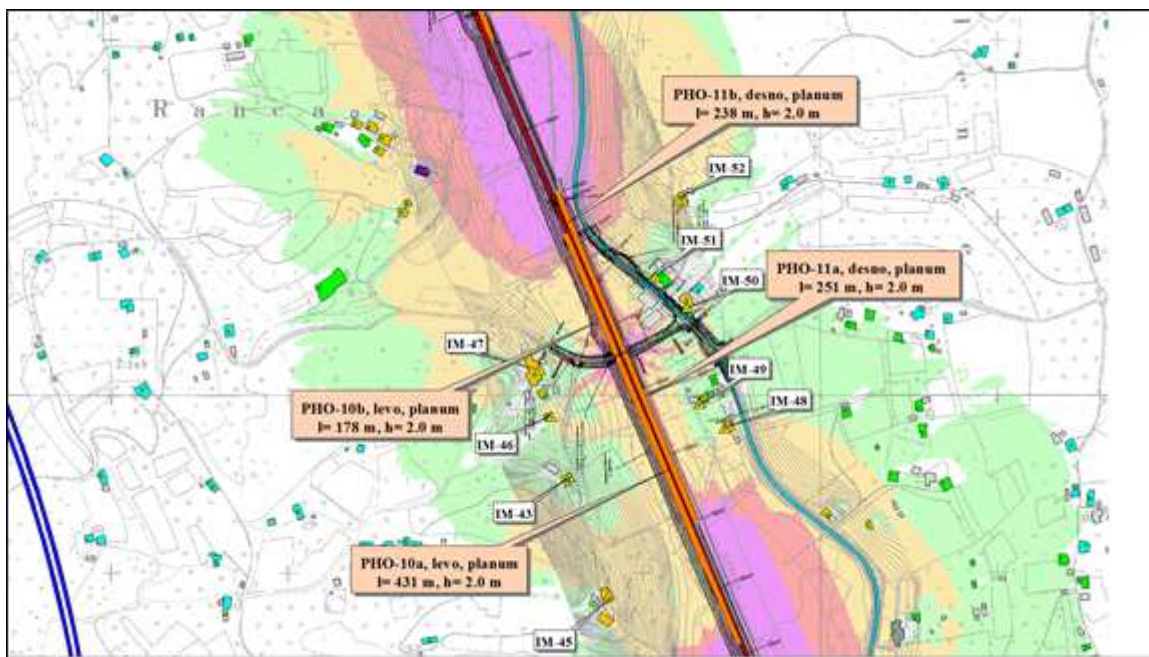 PHO-11b, desno, planum
l= 238 m, h= 2.0 m
R a n c a
IM-52
IM-51
PHO-11a, desno, planum
l= 251 m, h= 2.0 m
IM-50
IM-47
IM-49
PHO-10b, levo, planum
l= 178 m, h= 2.0 m
IM-48
IM-46
IM-43
PHO-10a, levo, planum
l= 431 m, h= 2.0 m
IM-45